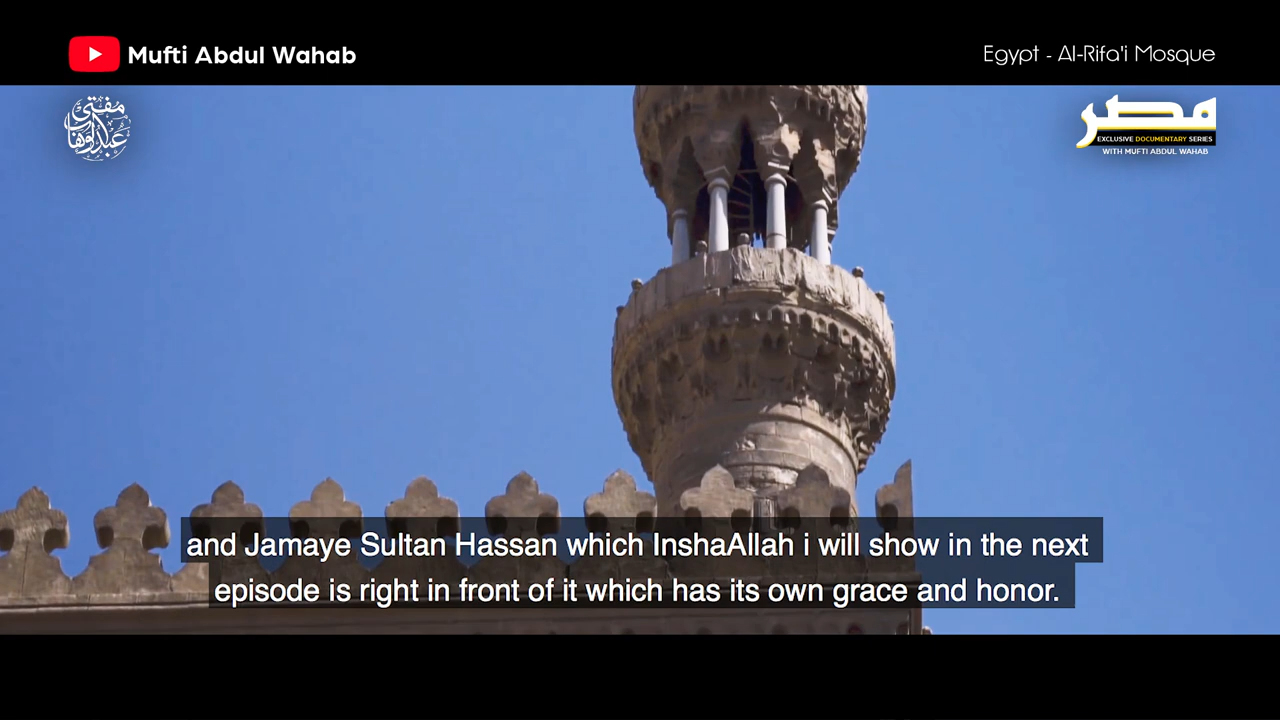 Mufti Abdul Wahab
Egypt - Al-Rifa'i Mosque
مفتي
عبدالوهاب
مصر
EXCLUSIVE DOCUMENTARY SERIES
WITH MUFTI ABDUL WAHAB
and Jamaye Sultan Hassan which InshaAllah i will show in the next
episode is right in front of it which has its own grace and honor.